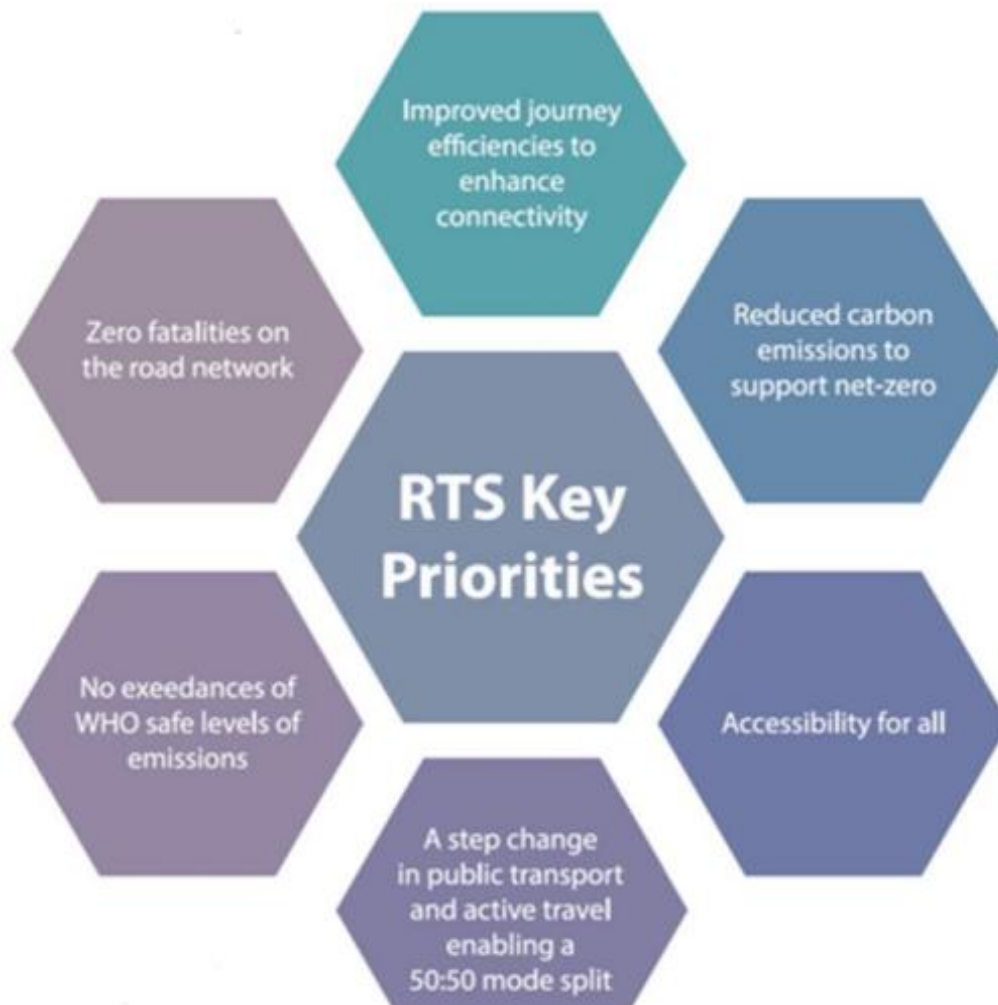 Improved journey
efficiencies to
enhance
connectivity
Zero fatalities on
the road network
Reduced carbon
emissions to
support net-zero
RTS Key
Priorities
No exeedances of
WHO safe levels of
emissions
Accessibility for all
A step change
in public transport
and active travel
enabling a
50:50 mode split